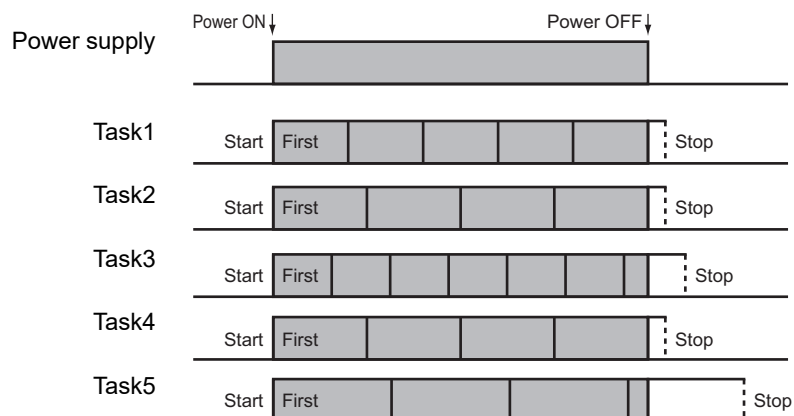 Power ON Power OFF
Power supply
Task1
Start First Stop
Task2
Start First Stop
Task3
Start First Stop
Task4
Start First Stop
Task5
Start First Stop